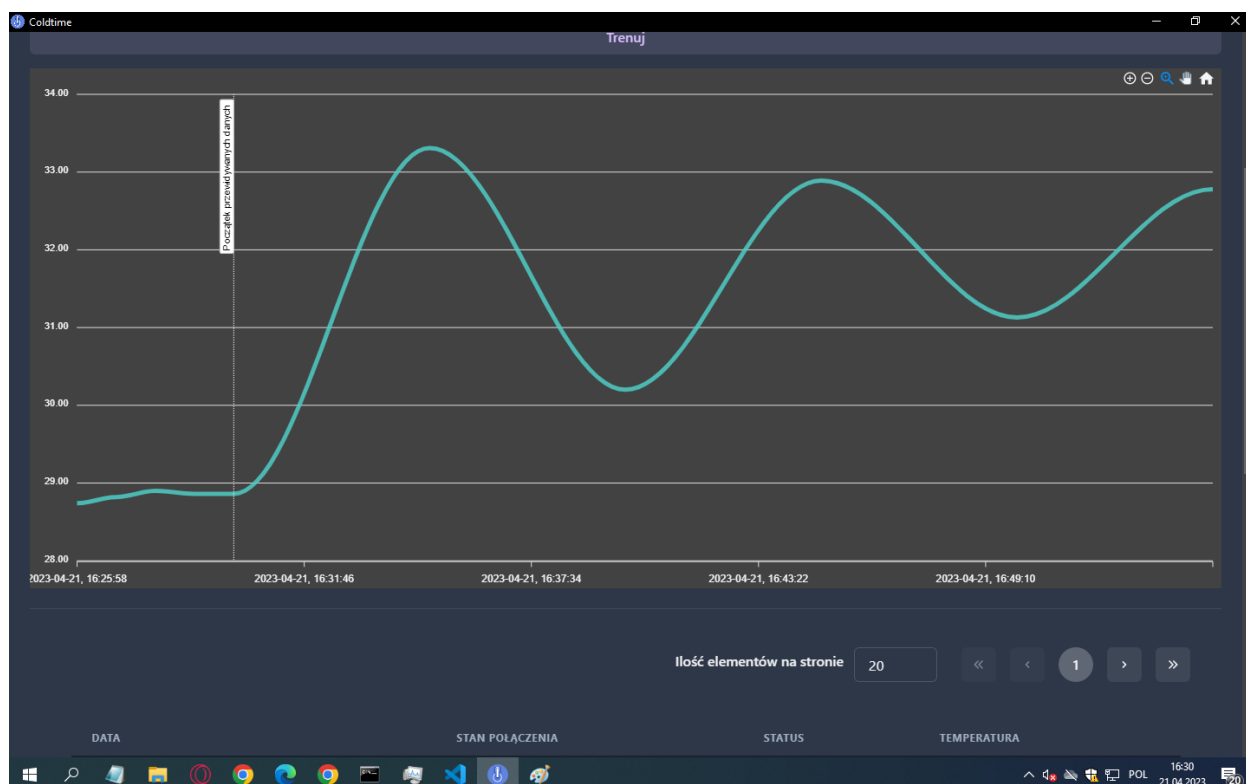 Coldtime
Trenuj
34.00
33.00
32.00
31.00
30.00
29.00
28.00
Początek przewidywanych danych
2023-04-21, 16:25:58
2023-04-21, 16:31:46
2023-04-21, 16:37:34
2023-04-21, 16:43:22
2023-04-21, 16:49:10
Ilość elementów na stronie
20
«
‹
1
›
»
DATA
STAN POŁĄCZENIA
STATUS
TEMPERATURA
POL
16:30
21.04.2023
20